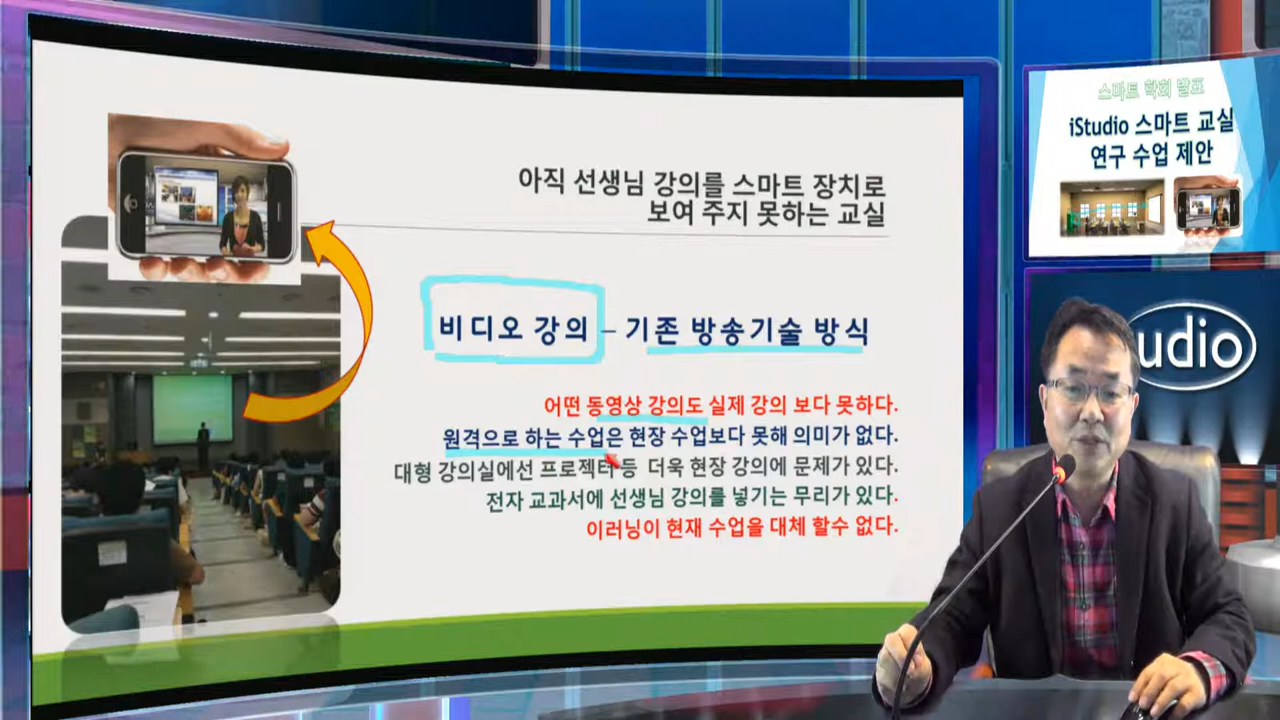 아직 선생님 강의를 스마트 장치로
보여 주지 못하는 교실
비디오 강의 – 기존 방송기술 방식
어떤 동영상 강의도 실제 강의 보다 못하다.
원격으로 하는 수업은 현장 수업보다 못해 의미가 없다.
대형 강의실에선 프로젝터 등 더욱 현장 강의에 문제가 있다.
전자 교과서에 선생님 강의를 넣기는 무리가 있다.
이러닝이 현재 수업을 대체 할수 없다.
스마트 학회 발표
iStudio 스마트 교실
연구 수업 제안
udio